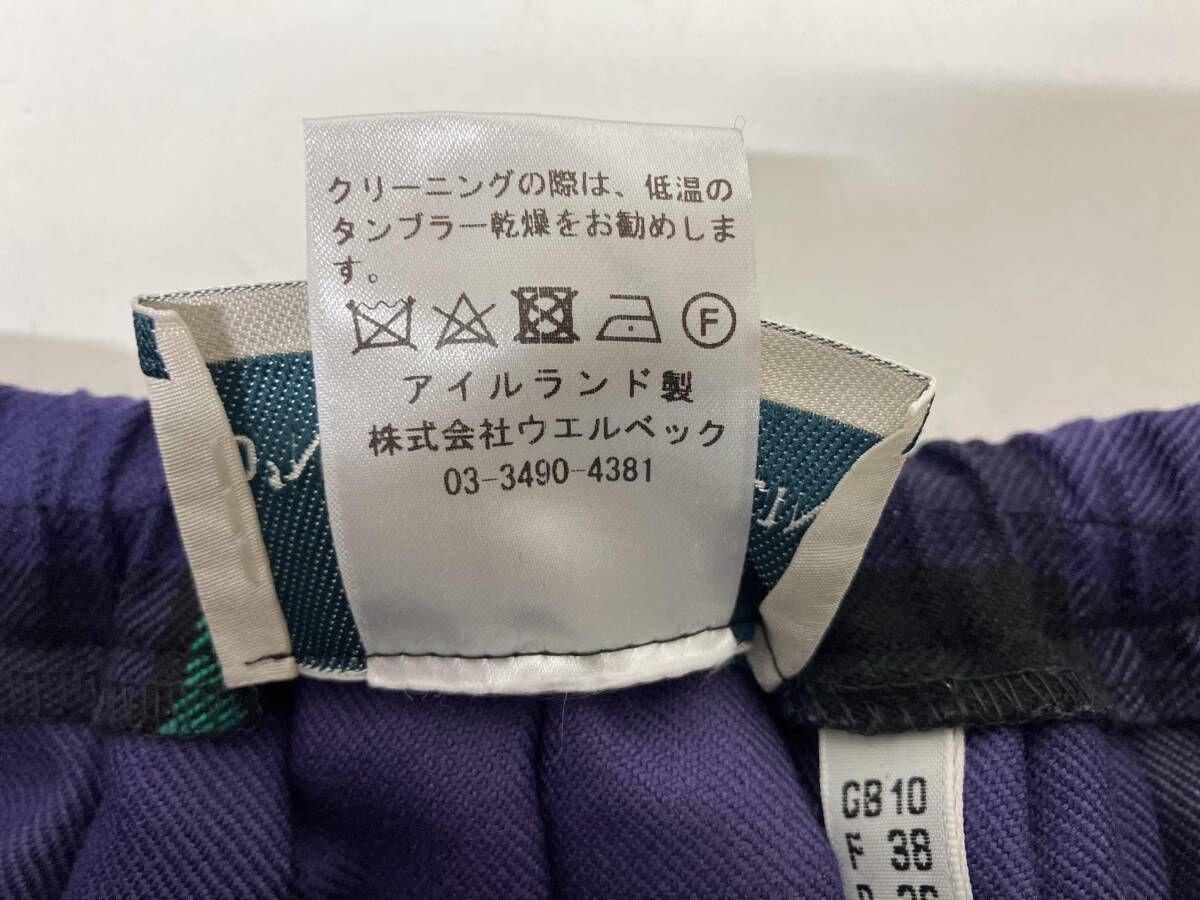 クリーニングの際は、低温の
タンブラー乾燥をお勧めしま
す。
F
アイルランド製
株式会社ウエルベック
03-3490-4381
GB 10
F 38